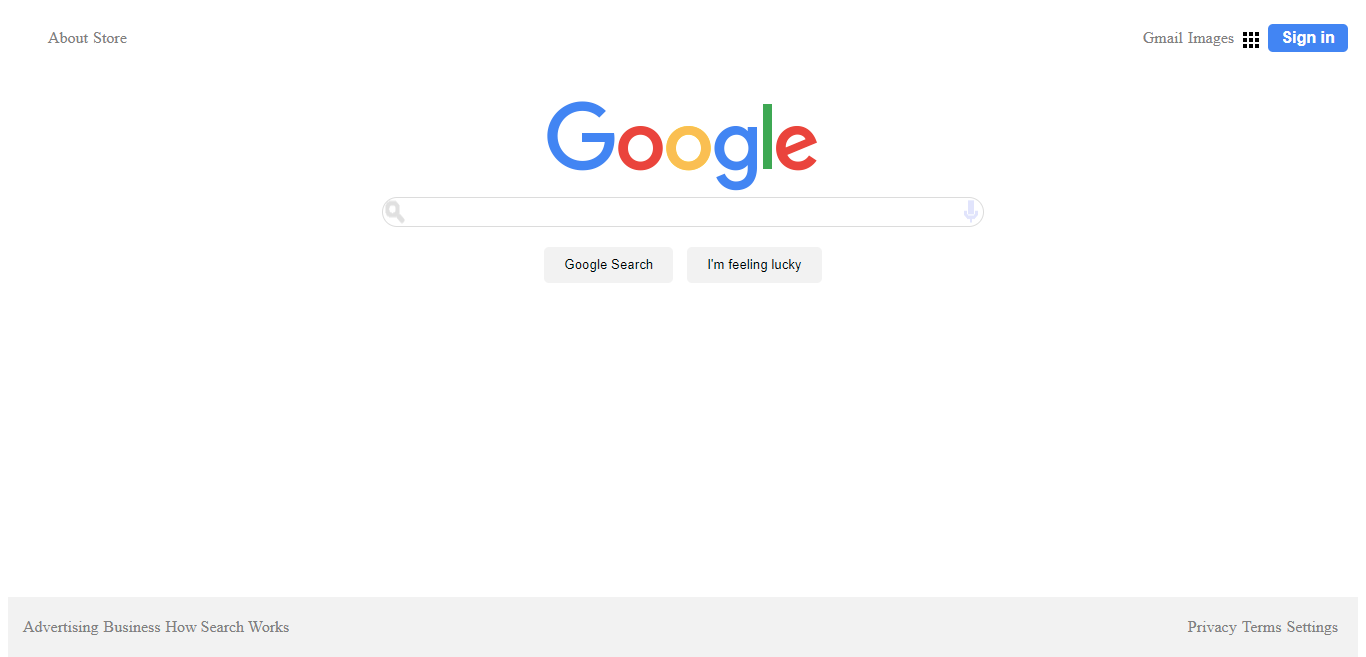 About Store
Gmail Images Sign in
Google
Google Search I'm feeling lucky
Advertising Business How Search Works
Privacy Terms Settings